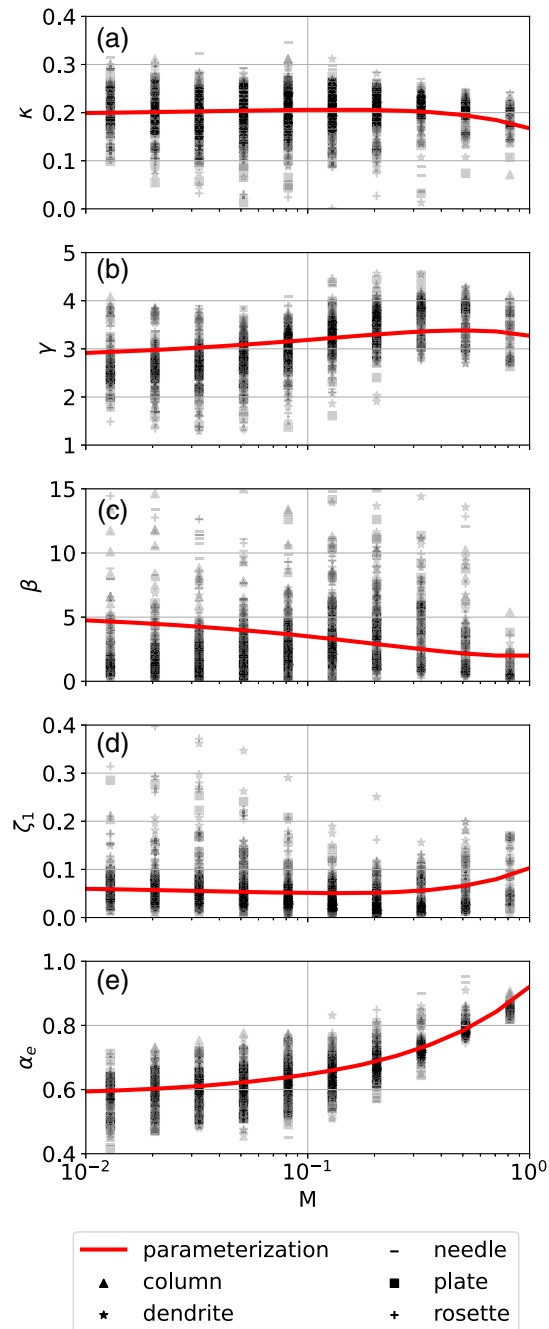 (a)
0.4
0.3
0.2
0.1
0.0
κ
(b)
5
4
3
2
1
γ
(c)
15
10
5
0
β
(d)
0.4
0.3
0.2
0.1
0.0
ζ₁
(e)
1.0
0.8
0.6
0.4
αₑ
10⁻² 10⁻¹ 10⁰
M
parameterization needle
column plate
dendrite rosette